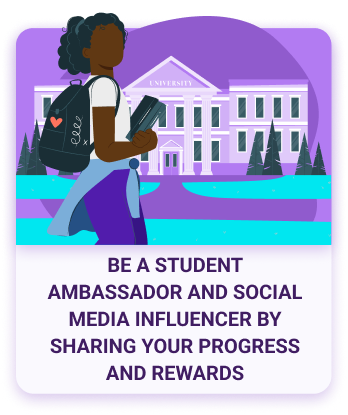 UNIVERSITY
BE A STUDENT
AMBASSADOR AND SOCIAL
MEDIA INFLUENCER BY
SHARING YOUR PROGRESS
AND REWARDS